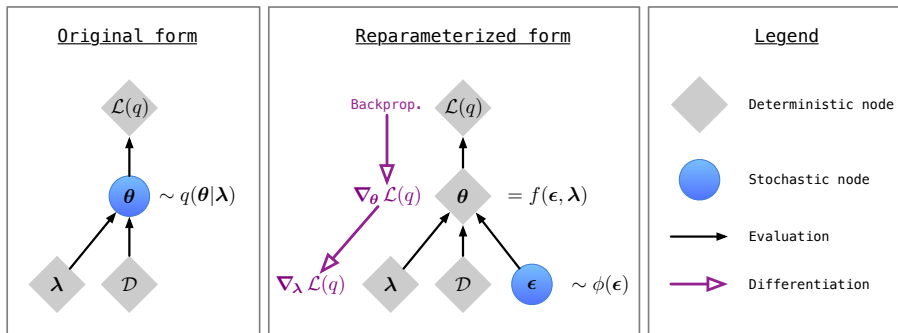 Original form
ℒ(q)
θ ∼ q(θ|λ)
λ 𝒟
Reparameterized form
Backprop. ℒ(q)
∇θ ℒ(q) θ = f(ϵ, λ)
∇λ ℒ(q) λ 𝒟 ϵ ∼ ϕ(ϵ)
Legend
Deterministic node
Stochastic node
Evaluation
Differentiation